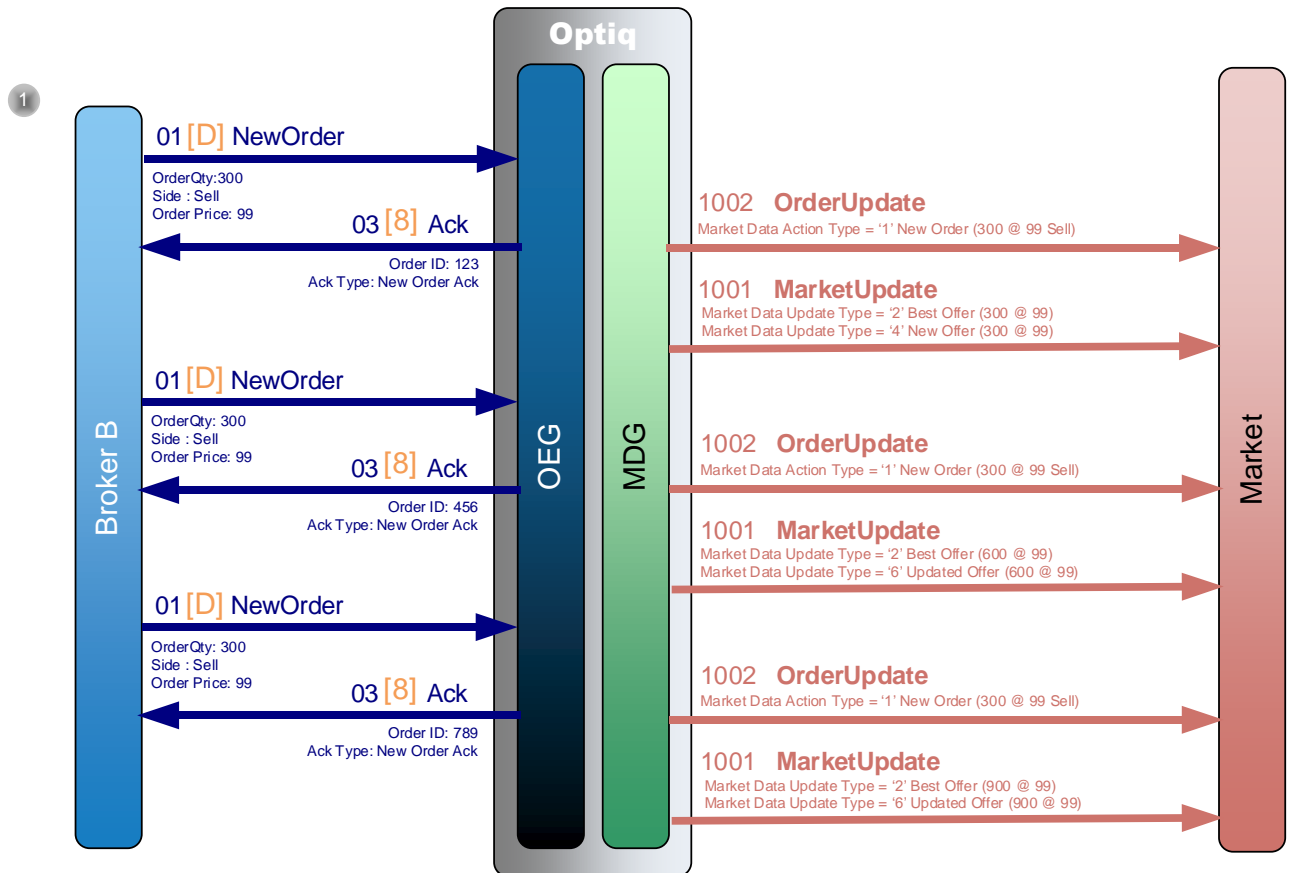 Optiq
1
01 [D] NewOrder
OrderQty:300
Side : Sell
Order Price: 99
03 [8] Ack
Order ID: 123
Ack Type: New Order Ack
1002 OrderUpdate
Market Data Action Type = ‘1’ New Order (300 @ 99 Sell)
1001 MarketUpdate
Market Data Update Type = ‘2’ Best Offer (300 @ 99)
Market Data Update Type = ‘4’ New Offer (300 @ 99)
01 [D] NewOrder
OrderQty: 300
Side : Sell
Order Price: 99
03 [8] Ack
Order ID: 456
Ack Type: New Order Ack
1002 OrderUpdate
Market Data Action Type = ‘1’ New Order (300 @ 99 Sell)
1001 MarketUpdate
Market Data Update Type = ‘2’ Best Offer (600 @ 99)
Market Data Update Type = ‘6’ Updated Offer (600 @ 99)
01 [D] NewOrder
OrderQty: 300
Side : Sell
Order Price: 99
03 [8] Ack
Order ID: 789
Ack Type: New Order Ack
1002 OrderUpdate
Market Data Action Type = ‘1’ New Order (300 @ 99 Sell)
1001 MarketUpdate
Market Data Update Type = ‘2’ Best Offer (900 @ 99)
Market Data Update Type = ‘6’ Updated Offer (900 @ 99)
Broker B
OEG
MDG
Market